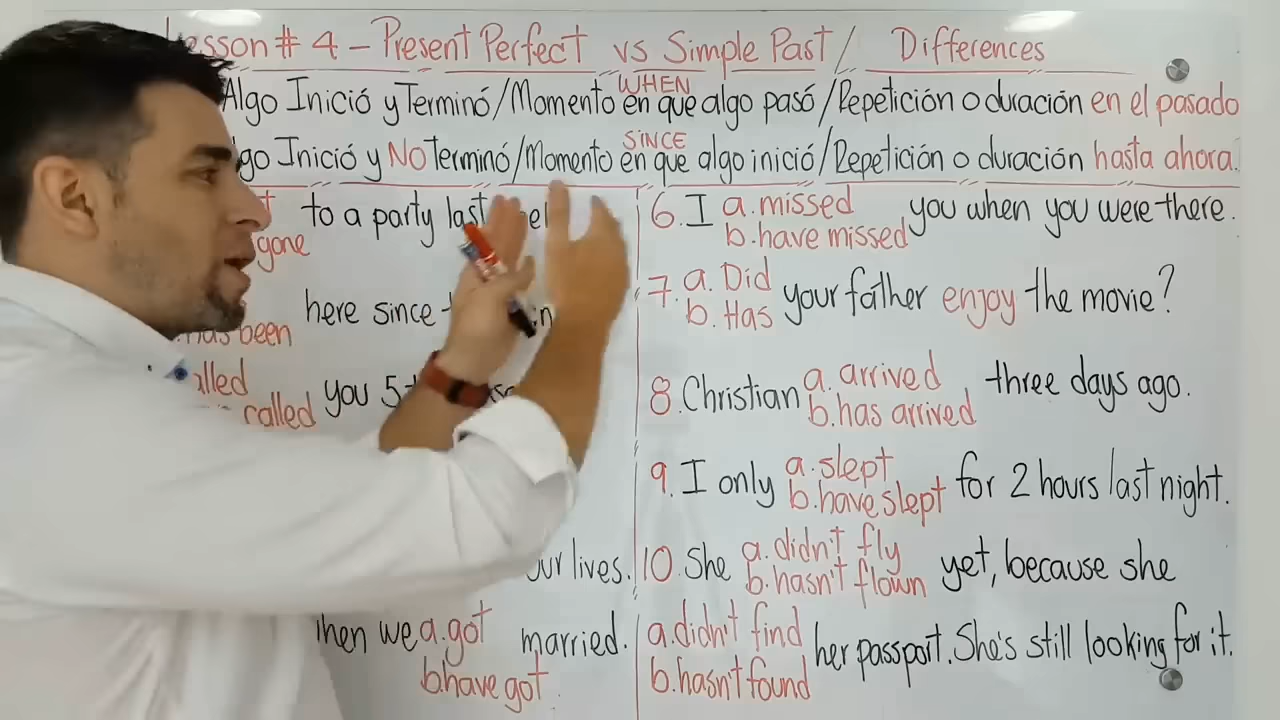 Lesson # 4 - Present Perfect vs Simple Past / Differences
WHEN
Algo Inició y Terminó / Momento en que algo pasó / Repetición o duración en el pasado
SINCE
Inició y NO terminó / Momento en que algo inició / Repetición o duración hasta ahora.
to a party last
gone
here since
has been
called
you 5
called
our lives.
when we a. got married.
b. have got
6. I a. missed you when you were there.
b. have missed
7. a. Did your father enjoy the movie?
b. Has
8. Christian a. arrived three days ago.
b. has arrived
9. I only a. slept for 2 hours last night.
b. have slept
10. She a. didn't fly yet, because she
b. hasn't flown
a. didn't find her passport. She's still looking for it.
b. hasn't found